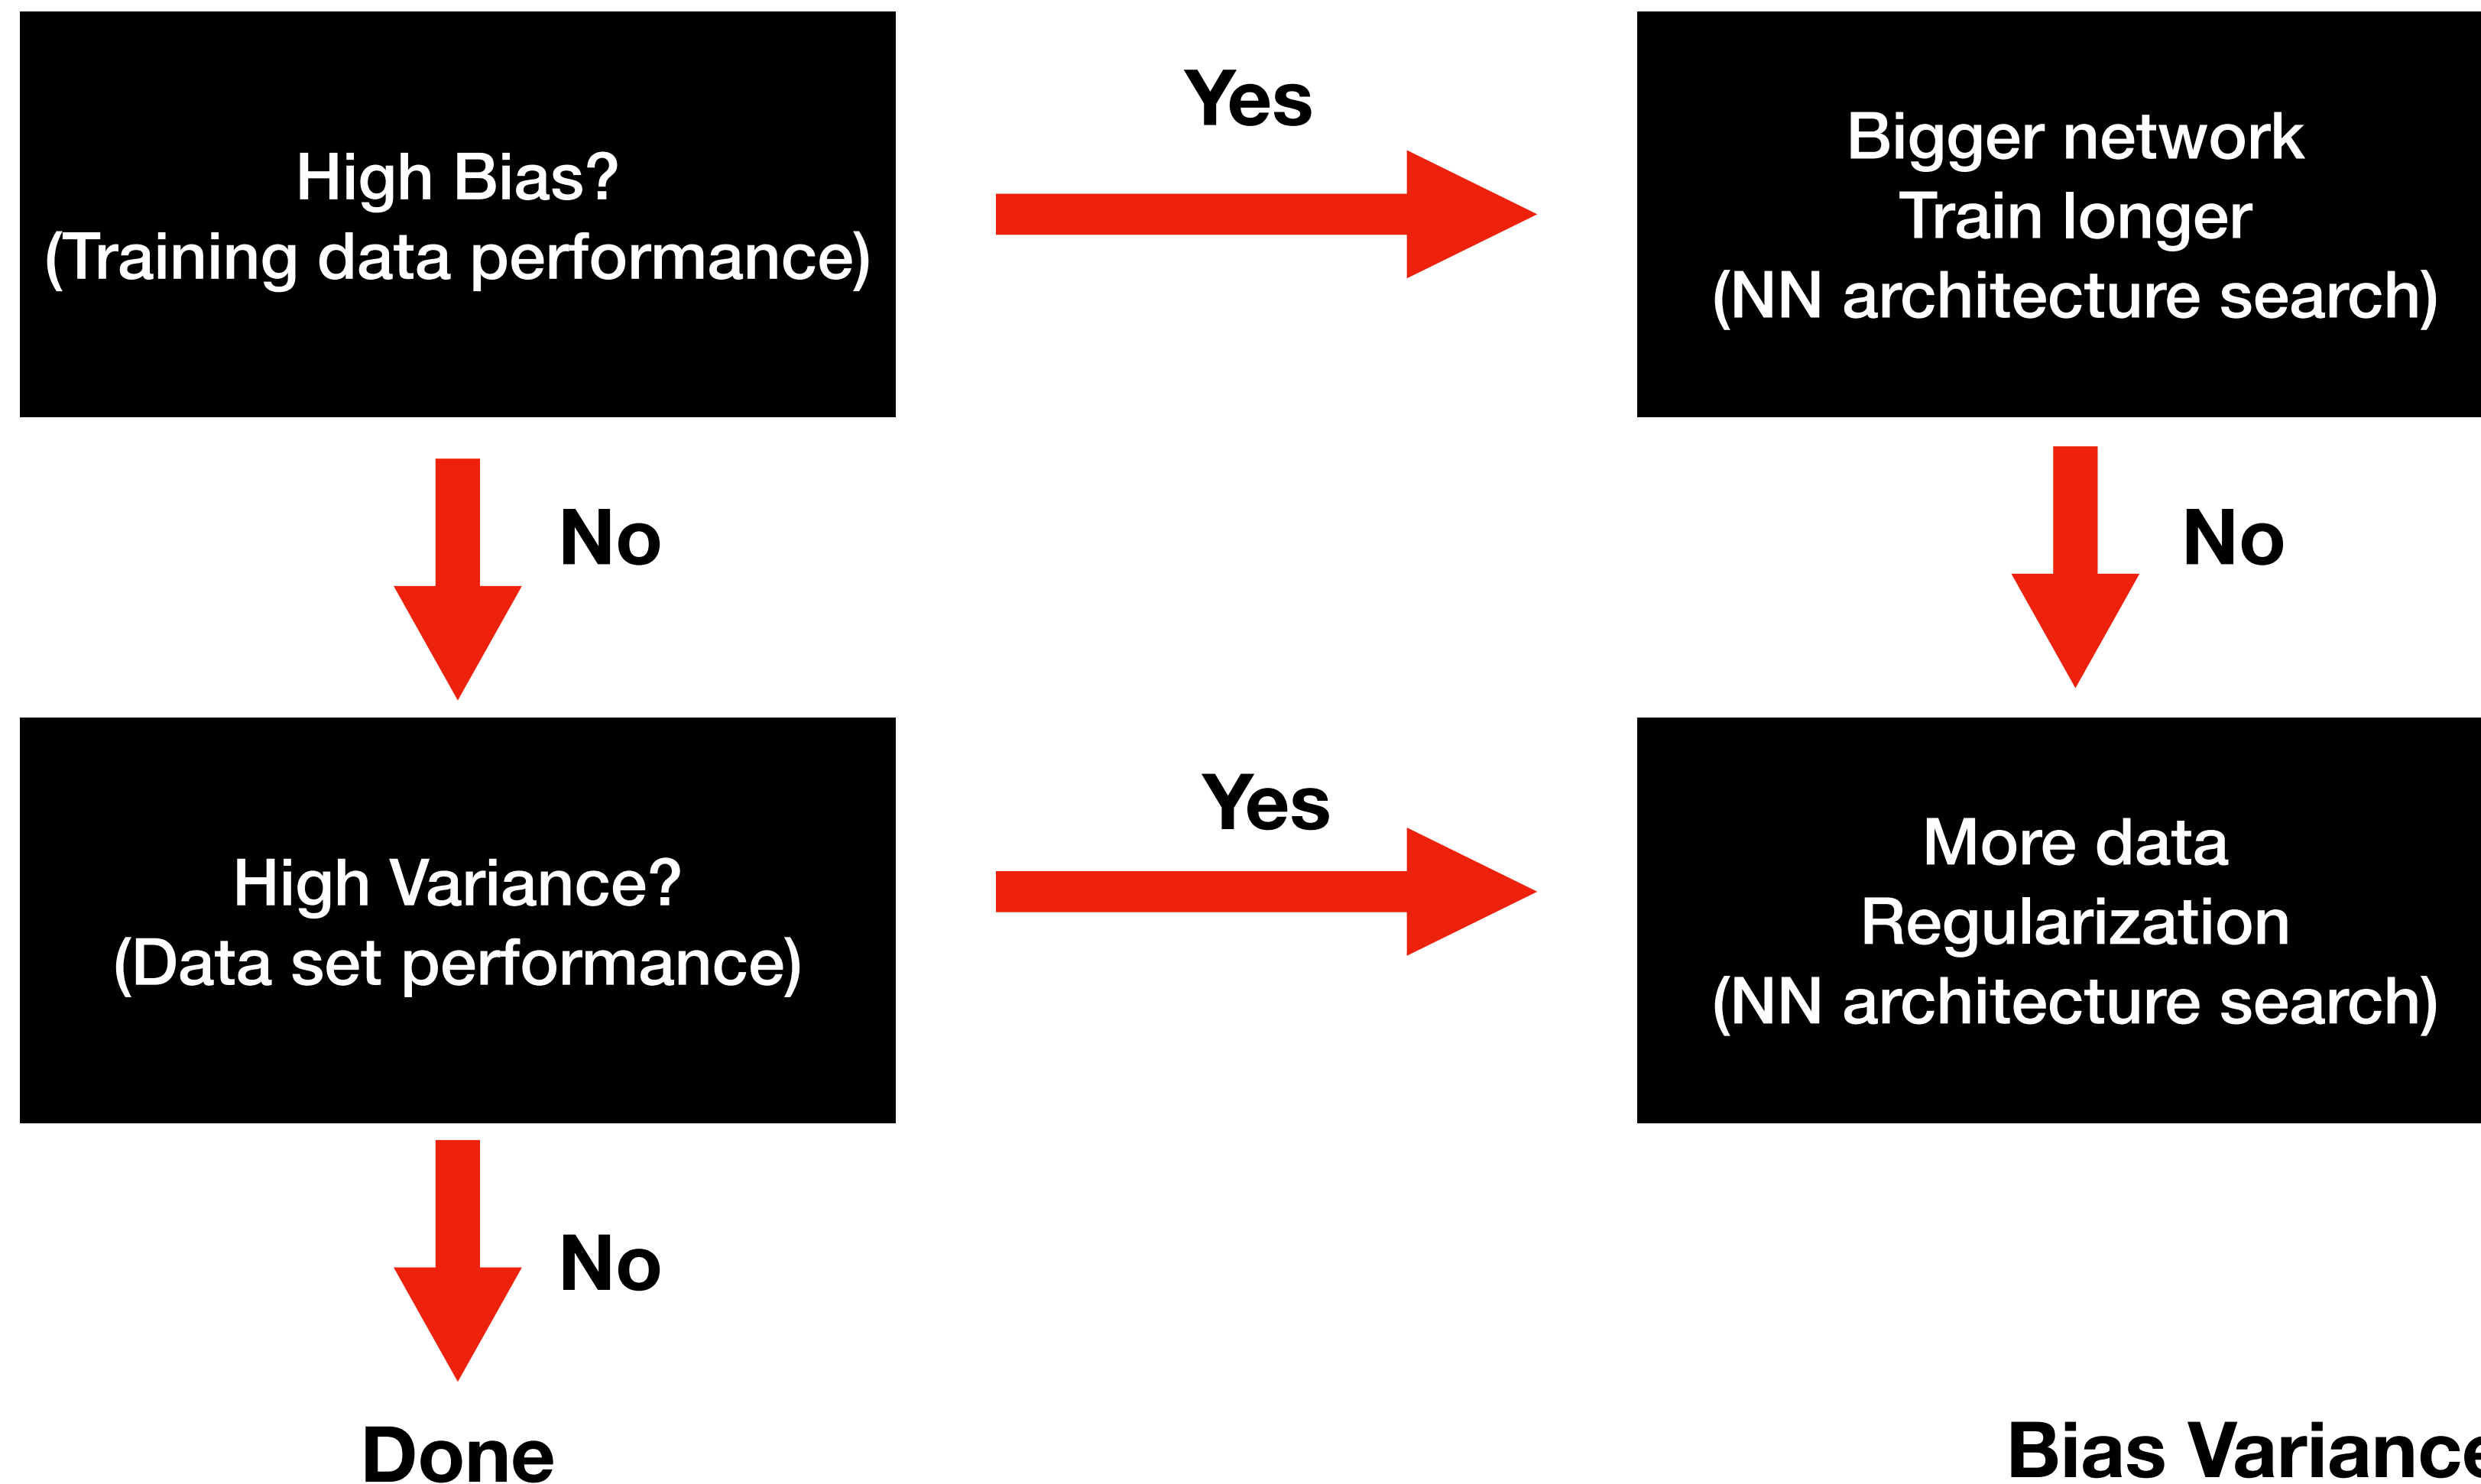 High Bias?
(Training data performance)
Yes
Bigger network
Train longer
(NN architecture search)
No
No
High Variance?
(Data set performance)
Yes
More data
Regularization
(NN architecture search)
No
Done
Bias Variance